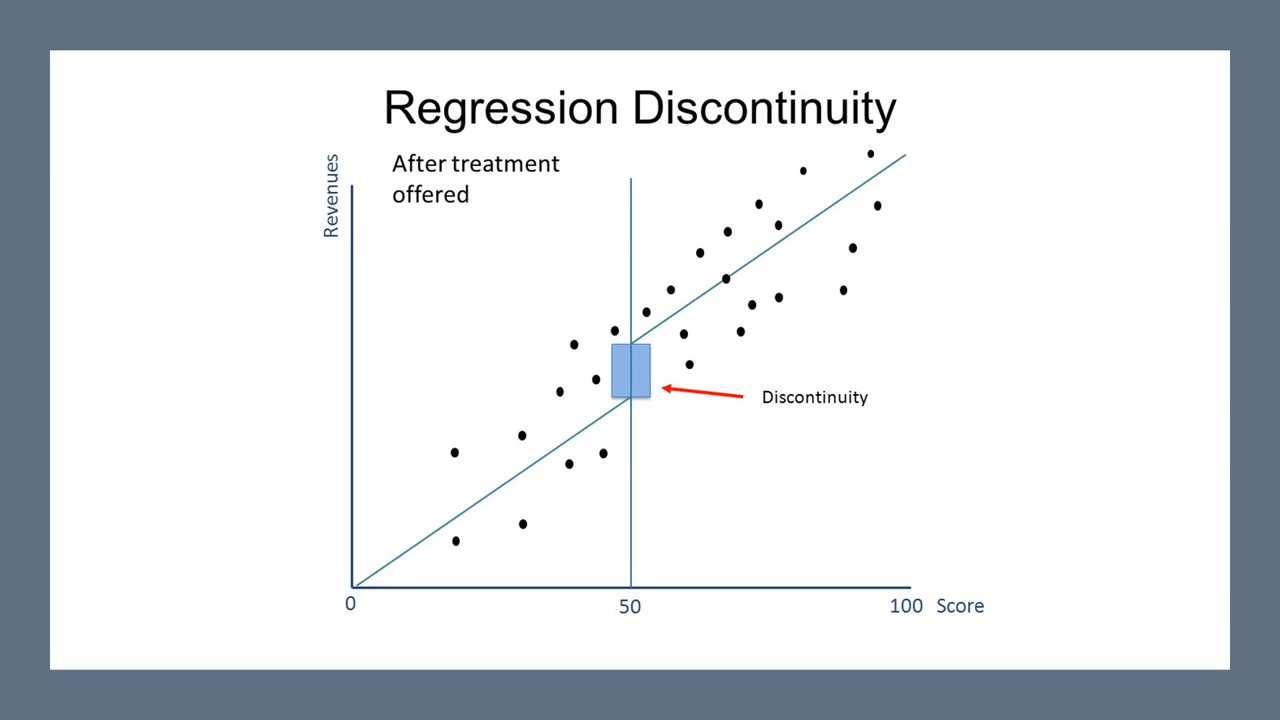 Regression Discontinuity
After treatment
offered
Revenues
Discontinuity
0
50
100
Score